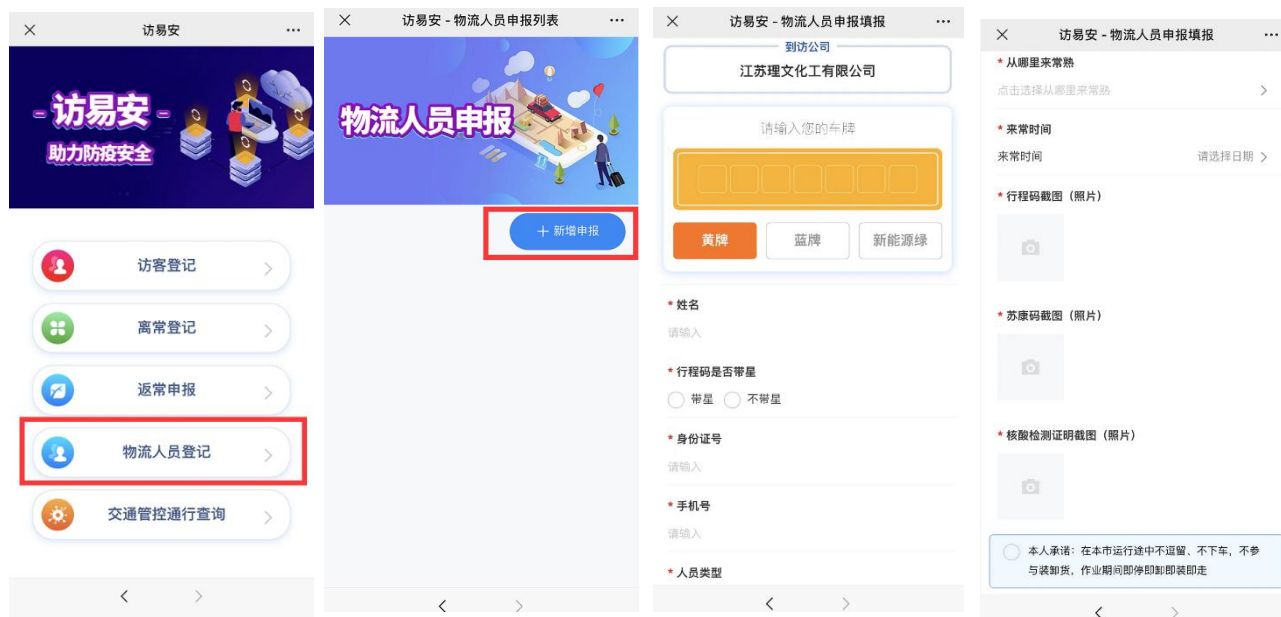 访易安
- 访易安 -
助力防疫安全
访客登记
离常登记
返常申报
物流人员登记
交通管控通行查询
访易安 - 物流人员申报列表
物流人员申报
+ 新增申报
访易安 - 物流人员申报填报
到访公司
江苏理文化工有限公司
请输入您的车牌
黄牌 蓝牌 新能源绿
* 姓名
请输入
* 行程码是否带星
带星 不带星
* 身份证号
请输入
* 手机号
请输入
* 人员类型
访易安 - 物流人员申报填报
* 从哪里来常熟
点击选择从哪里来常熟
* 来常时间
来常时间 请选择日期
* 行程码截图（照片）
* 苏康码截图（照片）
* 核酸检测证明截图（照片）
本人承诺：在本市运行途中不逗留、不下车，不参
与装卸货，作业期间即停即卸即装即走